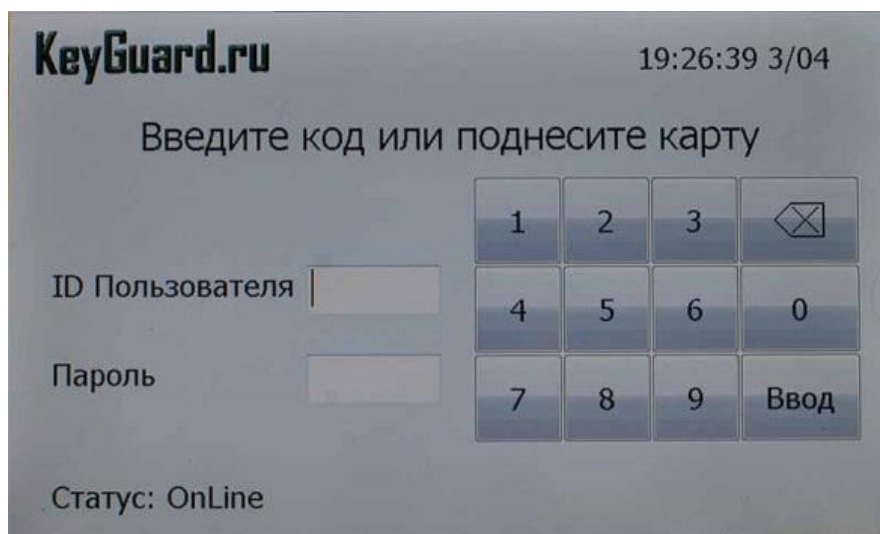 KeyGuard.ru
19:26:39 3/04
Введите код или поднесите карту
1 2 3
ID Пользователя
4 5 6 0
Пароль
7 8 9 Ввод
Статус: OnLine